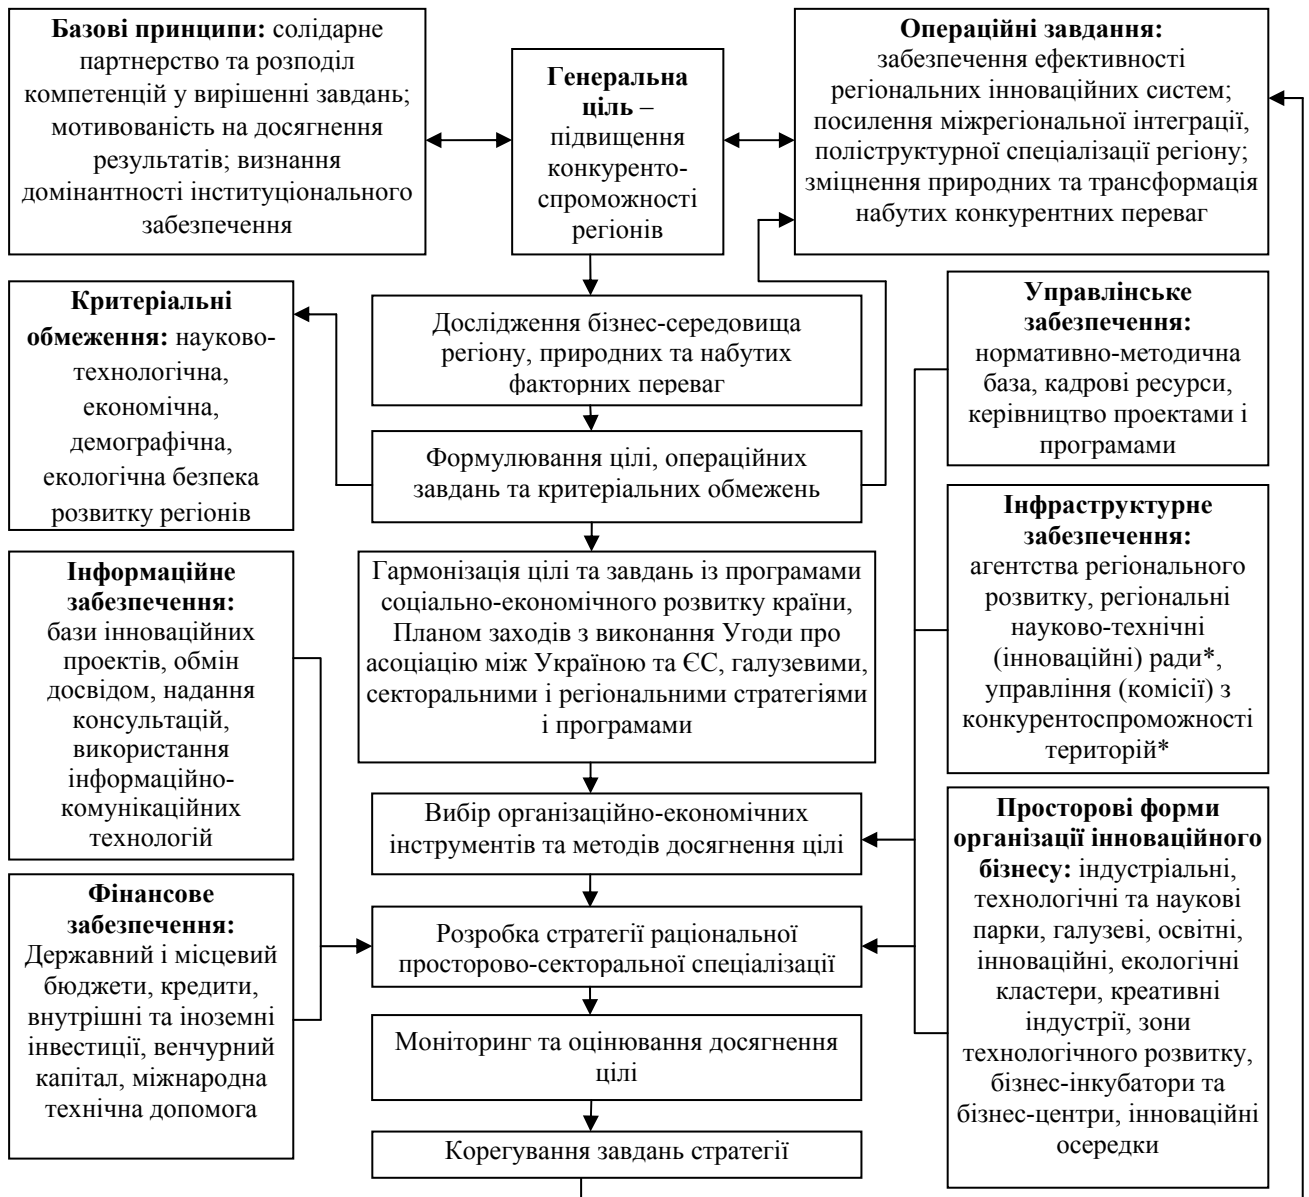 Базові принципи: солідарне
партнерство та розподіл
компетенцій у вирішенні завдань;
мотивованість на досягнення
результатів; визнання
домінантності інституціонального
забезпечення
Генеральна
ціль –
підвищення
конкуренто-
спроможності
регіонів
Операційні завдання:
забезпечення ефективності
регіональних інноваційних систем;
посилення міжрегіональної інтеграції,
поліструктурної спеціалізації регіону;
зміцнення природних та трансформація
набутих конкурентних переваг
Критеріальні
обмеження: науково-
технологічна,
економічна,
демографічна,
екологічна безпека
розвитку регіонів
Дослідження бізнес-середовища
регіону, природних та набутих
факторних переваг
Формулювання цілі, операційних
завдань та критеріальних обмежень
Управлінське
забезпечення:
нормативно-методична
база, кадрові ресурси,
керівництво проектами і
програмами
Інформаційне
забезпечення:
бази інноваційних
проектів, обмін
досвідом, надання
консультацій,
використання
інформаційно-
комунікаційних
технологій
Гармонізація цілі та завдань із програмами
соціально-економічного розвитку країни,
Планом заходів з виконання Угоди про
асоціацію між Україною та ЄС, галузевими,
секторальними і регіональними стратегіями
і програмами
Інфраструктурне
забезпечення:
агентства регіонального
розвитку, регіональні
науково-технічні
(інноваційні) ради*,
управління (комісії) з
конкурентоспроможності
територій*
Вибір організаційно-економічних
інструментів та методів досягнення цілі
Фінансове
забезпечення:
Державний і місцевий
бюджети, кредити,
внутрішні та іноземні
інвестиції, венчурний
капітал, міжнародна
технічна допомога
Розробка стратегії раціональної
просторово-секторальної спеціалізації
Моніторинг та оцінювання досягнення
цілі
Корегування завдань стратегії
Просторові форми
організації інноваційного
бізнесу: індустріальні,
технологічні та наукові
парки, галузеві, освітні,
інноваційні, екологічні
кластери, креативні
індустрії, зони
технологічного розвитку,
бізнес-інкубатори та
бізнес-центри, інноваційні
осередки